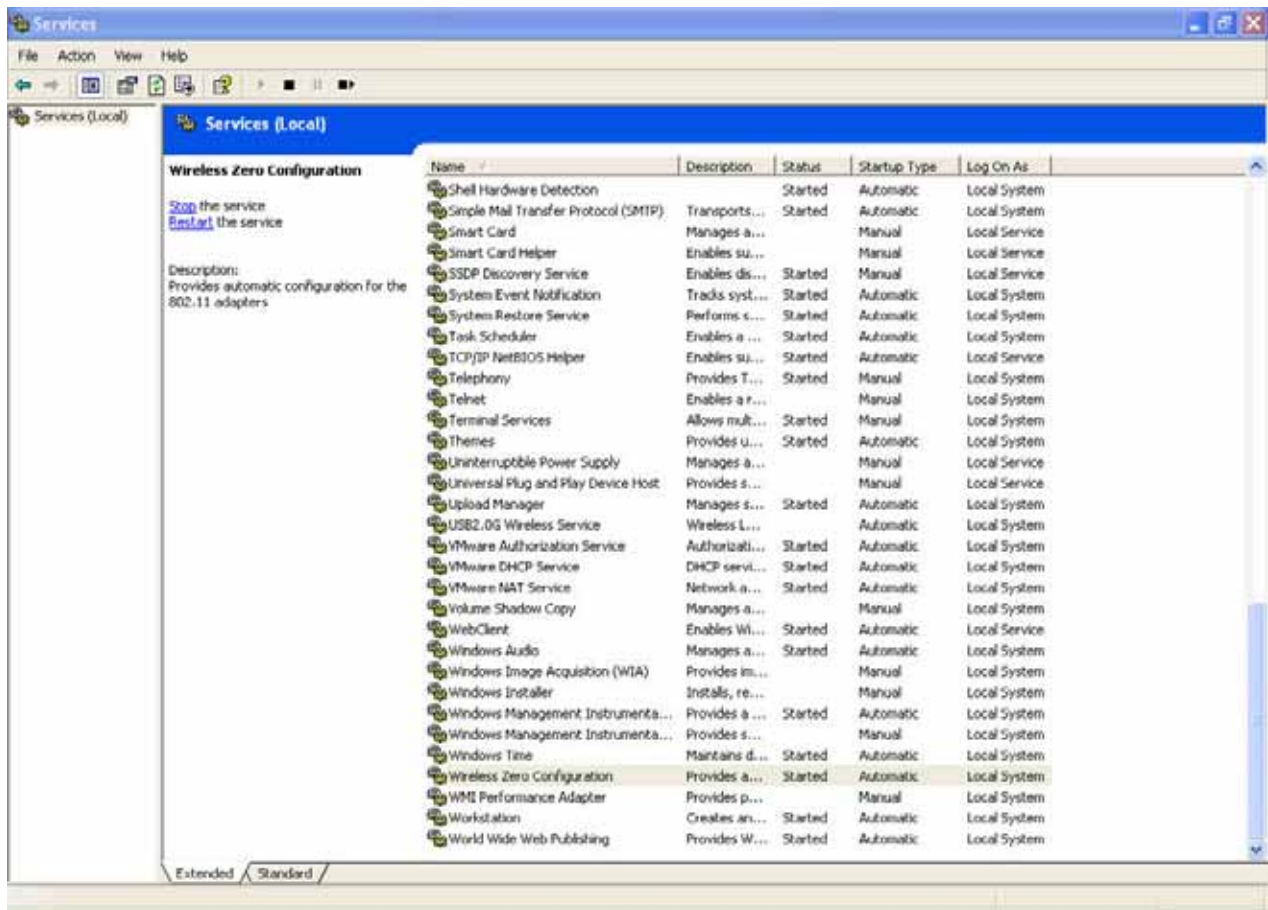 Services
File Action View Help
Services (Local)
Services (Local)
Wireless Zero Configuration
Stop the service
Restart the service
Description:
Provides automatic configuration for the
802.11 adapters
Name Description Status Startup Type Log On As
Shell Hardware Detection Started Automatic Local System
Simple Mail Transfer Protocol (SMTP) Transports... Started Automatic Local System
Smart Card Manages a... Manual Local Service
Smart Card Helper Enables su... Manual Local Service
SSDP Discovery Service Enables dis... Started Manual Local Service
System Event Notification Tracks syst... Started Automatic Local System
System Restore Service Performs s... Started Automatic Local System
Task Scheduler Enables a ... Started Automatic Local System
TCP/IP NetBIOS Helper Enables su... Started Automatic Local Service
Telephony Provides T... Started Manual Local System
Telnet Enables a r... Manual Local System
Terminal Services Allows mult... Started Manual Local System
Themes Provides u... Started Automatic Local System
Uninterruptible Power Supply Manages a... Manual Local Service
Universal Plug and Play Device Host Provides s... Manual Local Service
Upload Manager Manages s... Started Automatic Local System
USB2.0G Wireless Service Wireless L... Automatic Local System
VMware Authorization Service Authorizati... Started Automatic Local System
VMware DHCP Service DHCP servi... Started Automatic Local System
VMware NAT Service Network a... Started Automatic Local System
Volume Shadow Copy Manages a... Manual Local System
WebClient Enables Wi... Started Automatic Local Service
Windows Audio Manages a... Started Automatic Local System
Windows Image Acquisition (WIA) Provides im... Manual Local System
Windows Installer Installs, re... Manual Local System
Windows Management Instrumenta... Provides a ... Started Automatic Local System
Windows Management Instrumenta... Provides s... Manual Local System
Windows Time Maintains d... Started Automatic Local System
Wireless Zero Configuration Provides a... Started Automatic Local System
WMI Performance Adapter Provides p... Manual Local System
Workstation Creates an... Started Automatic Local System
World Wide Web Publishing Provides W... Started Automatic Local System
Extended Standard